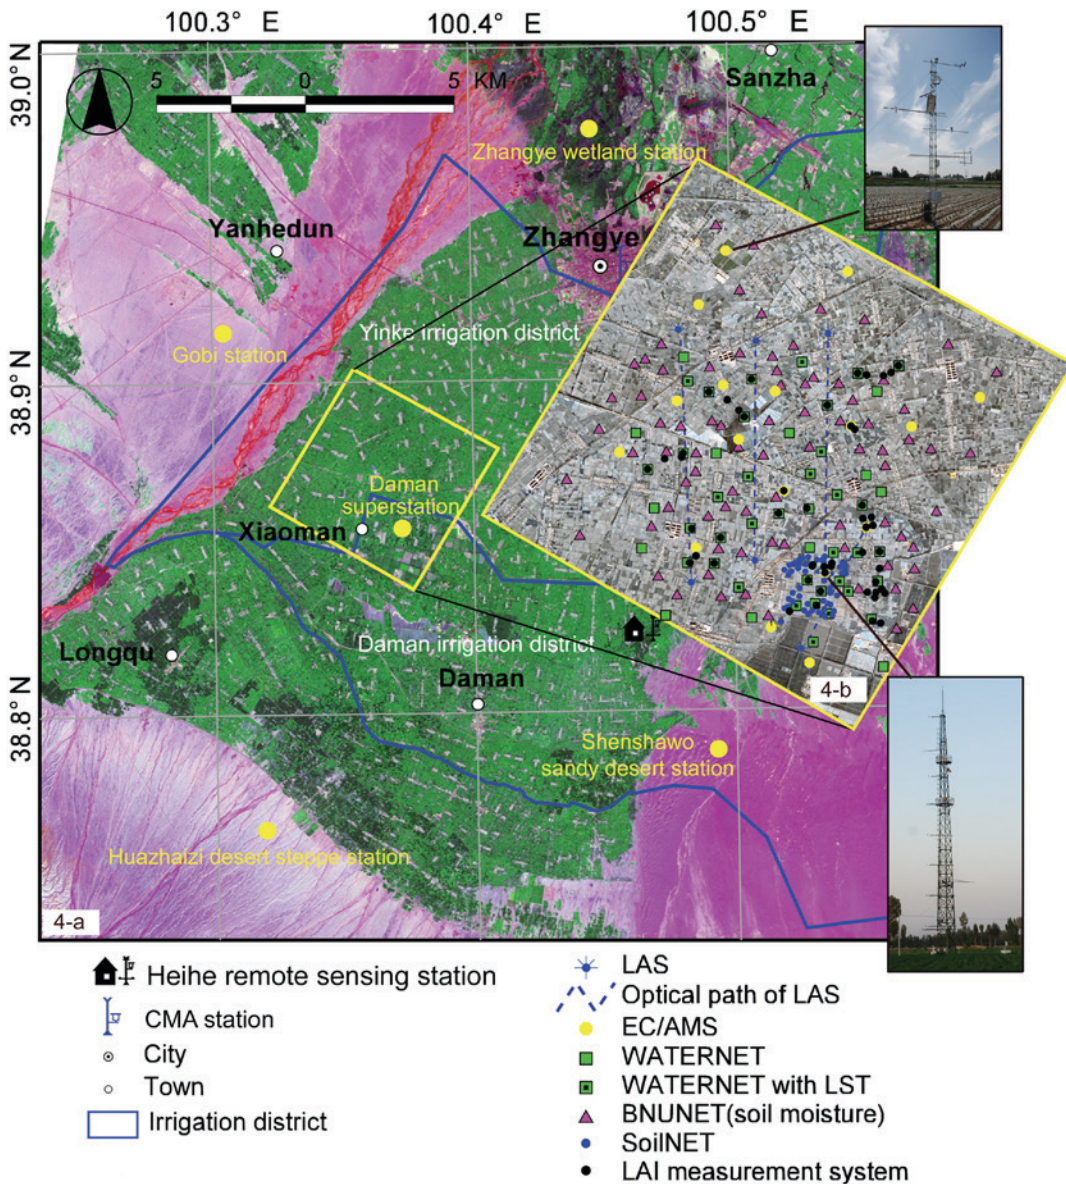 100.3° E
100.4° E
100.5° E
39.0° N
38.9° N
38.8° N
5 0 5 KM
Sanzha
Zhangye wetland station
Yanhedun
Zhangye
Yinke irrigation district
Gobi station
Daman
superstation
Xiaoman
Daman irrigation district
Longqu
Daman
4-b
Shenshawo
sandy desert station
Huazhaizi desert steppe station
4-a
Heihe remote sensing station
CMA station
City
Town
Irrigation district
LAS
Optical path of LAS
EC/AMS
WATERNET
WATERNET with LST
BNUNET(soil moisture)
SoilNET
LAI measurement system